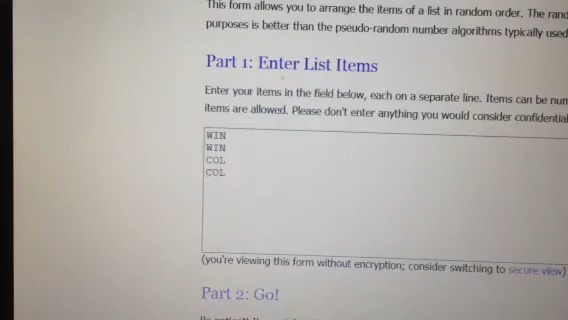 This form allows you to arrange the items of a list in random order. The
purposes is better than the pseudo-random number algorithms typically used
Part 1: Enter List Items
Enter your items in the field below, each on a separate line. Items can be
items are allowed. Please don't enter anything you would consider confidential
WIN
WIN
COL
COL
(you're viewing this form without encryption; consider switching to secure view)
Part 2: Go!